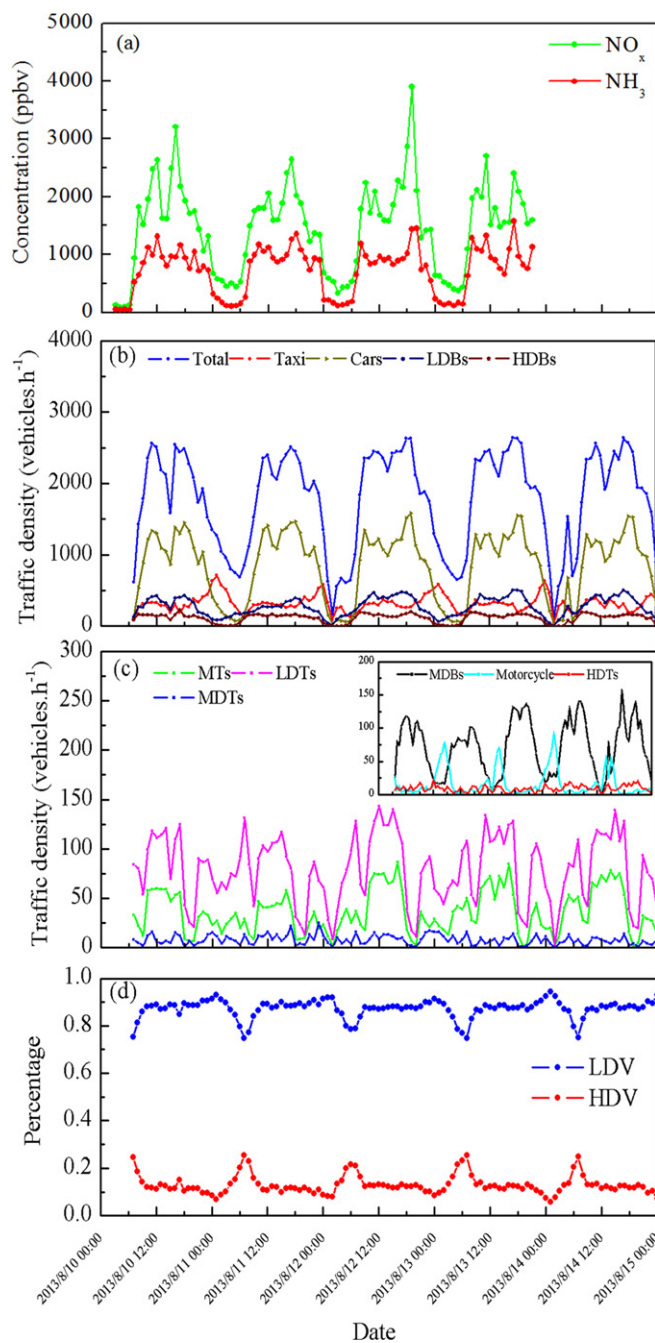 (a)
NOx
NH3
Concentration (ppbv)
6000
5000
4000
3000
2000
1000
0
(b)
Total Taxi Cars LDBs HDBs
Traffic density (vehicles.h-1)
4000
3000
2000
1000
0
(c)
MTs LDTs
MDTs
Traffic density (vehicles.h-1)
300
250
200
150
100
50
0
MDBs Motorcycle HDTs
200
150
100
50
0
(d)
LDV
HDV
Percentage
1.0
0.8
0.6
0.4
0.2
0.0
2013/8/10 00:00
2013/8/10 12:00
2013/8/11 00:00
2013/8/11 12:00
2013/8/12 00:00
2013/8/12 12:00
2013/8/13 00:00
2013/8/13 12:00
2013/8/14 00:00
2013/8/14 12:00
2013/8/15 00:00
Date